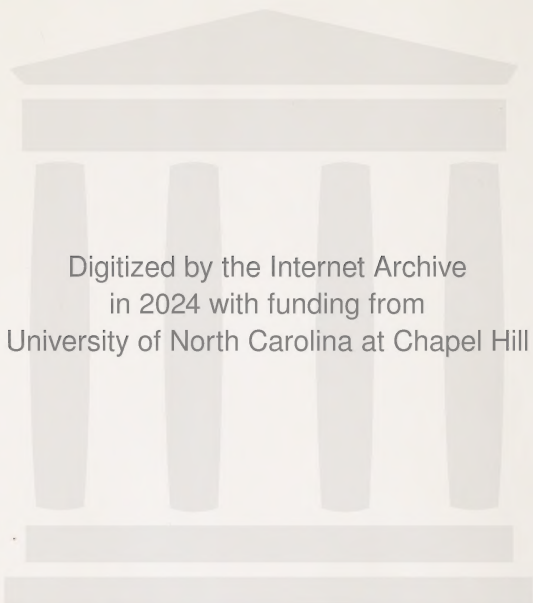 Digitized by the Internet Archive
in 2024 with funding from
University of North Carolina at Chapel Hill